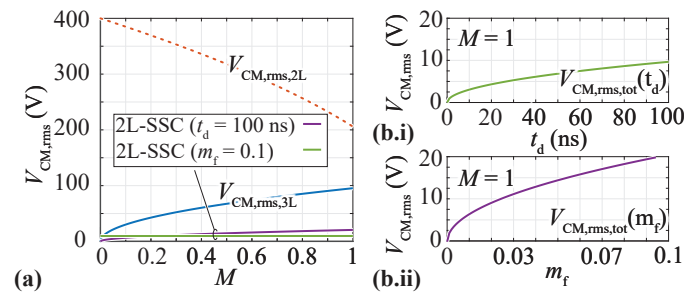 400
300
200
100
0
V_CM,rms (V)
V_CM,rms,2L
2L-SSC (t_d = 100 ns)
2L-SSC (m_f = 0.1)
V_CM,rms,3L
0 0.2 0.4 0.6 0.8 1
(a) M
20
10
0
V_CM,rms (V)
M = 1
V_CM,rms,tot(t_d)
0 20 40 60 80 100
(b.i) t_d (ns)
20
10
0
V_CM,rms (V)
M = 1
V_CM,rms,tot(m_f)
0.03 0.07 0.1
(b.ii) m_f